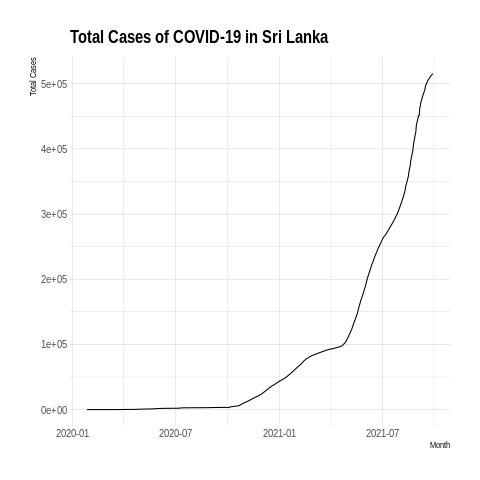 Total Cases of COVID-19 in Sri Lanka
Total Cases
5e+05
4e+05
3e+05
2e+05
1e+05
0e+00
2020-01 2020-07 2021-01 2021-07
Month